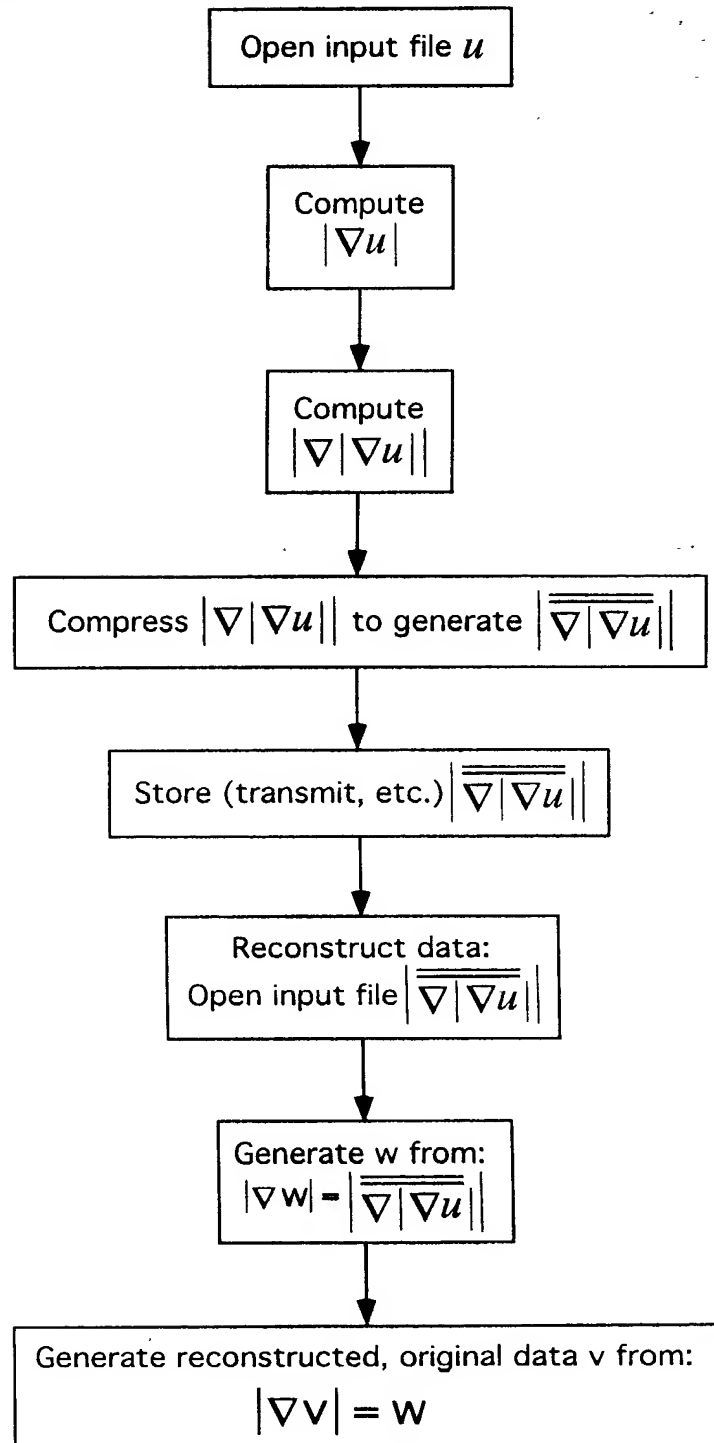 Open input file u
Compute
|∇u|
Compute
|∇|∇u||
Compress |∇|∇u|| to generate |∇̿|̿∇̿u̿||
Store (transmit, etc.) |∇̿|̿∇̿u̿||
Reconstruct data:
Open input file |∇̿|̿∇̿u̿||
Generate w from:
|∇w| = |∇̿|̿∇̿u̿||
Generate reconstructed, original data v from:
|∇v| = w